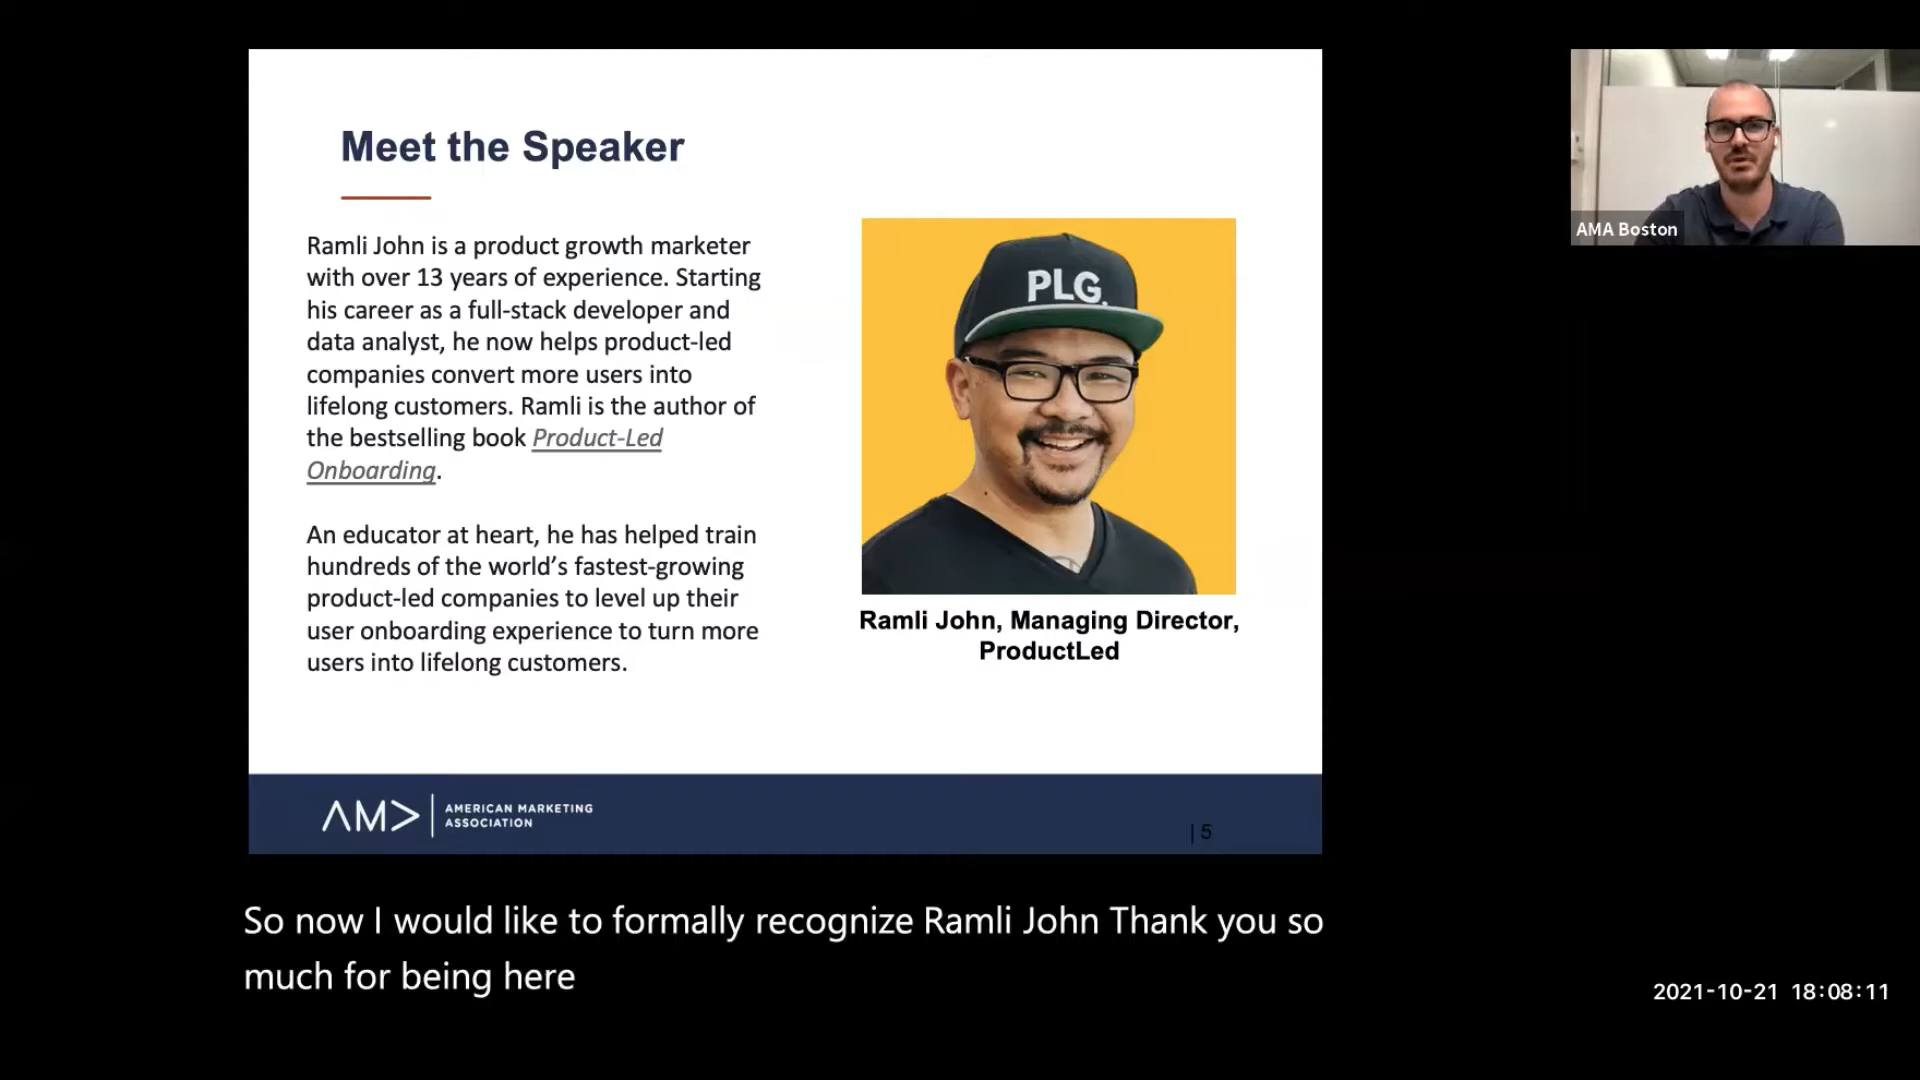 Meet the Speaker
Ramli John is a product growth marketer
with over 13 years of experience. Starting
his career as a full-stack developer and
data analyst, he now helps product-led
companies convert more users into
lifelong customers. Ramli is the author of
the bestselling book Product-Led
Onboarding.
An educator at heart, he has helped train
hundreds of the world’s fastest-growing
product-led companies to level up their
user onboarding experience to turn more
users into lifelong customers.
PLG.
Ramli John, Managing Director,
ProductLed
AMA
AMERICAN MARKETING
ASSOCIATION
| 5
AMA Boston
So now I would like to formally recognize Ramli John Thank you so
much for being here
2021-10-21 18:08:11